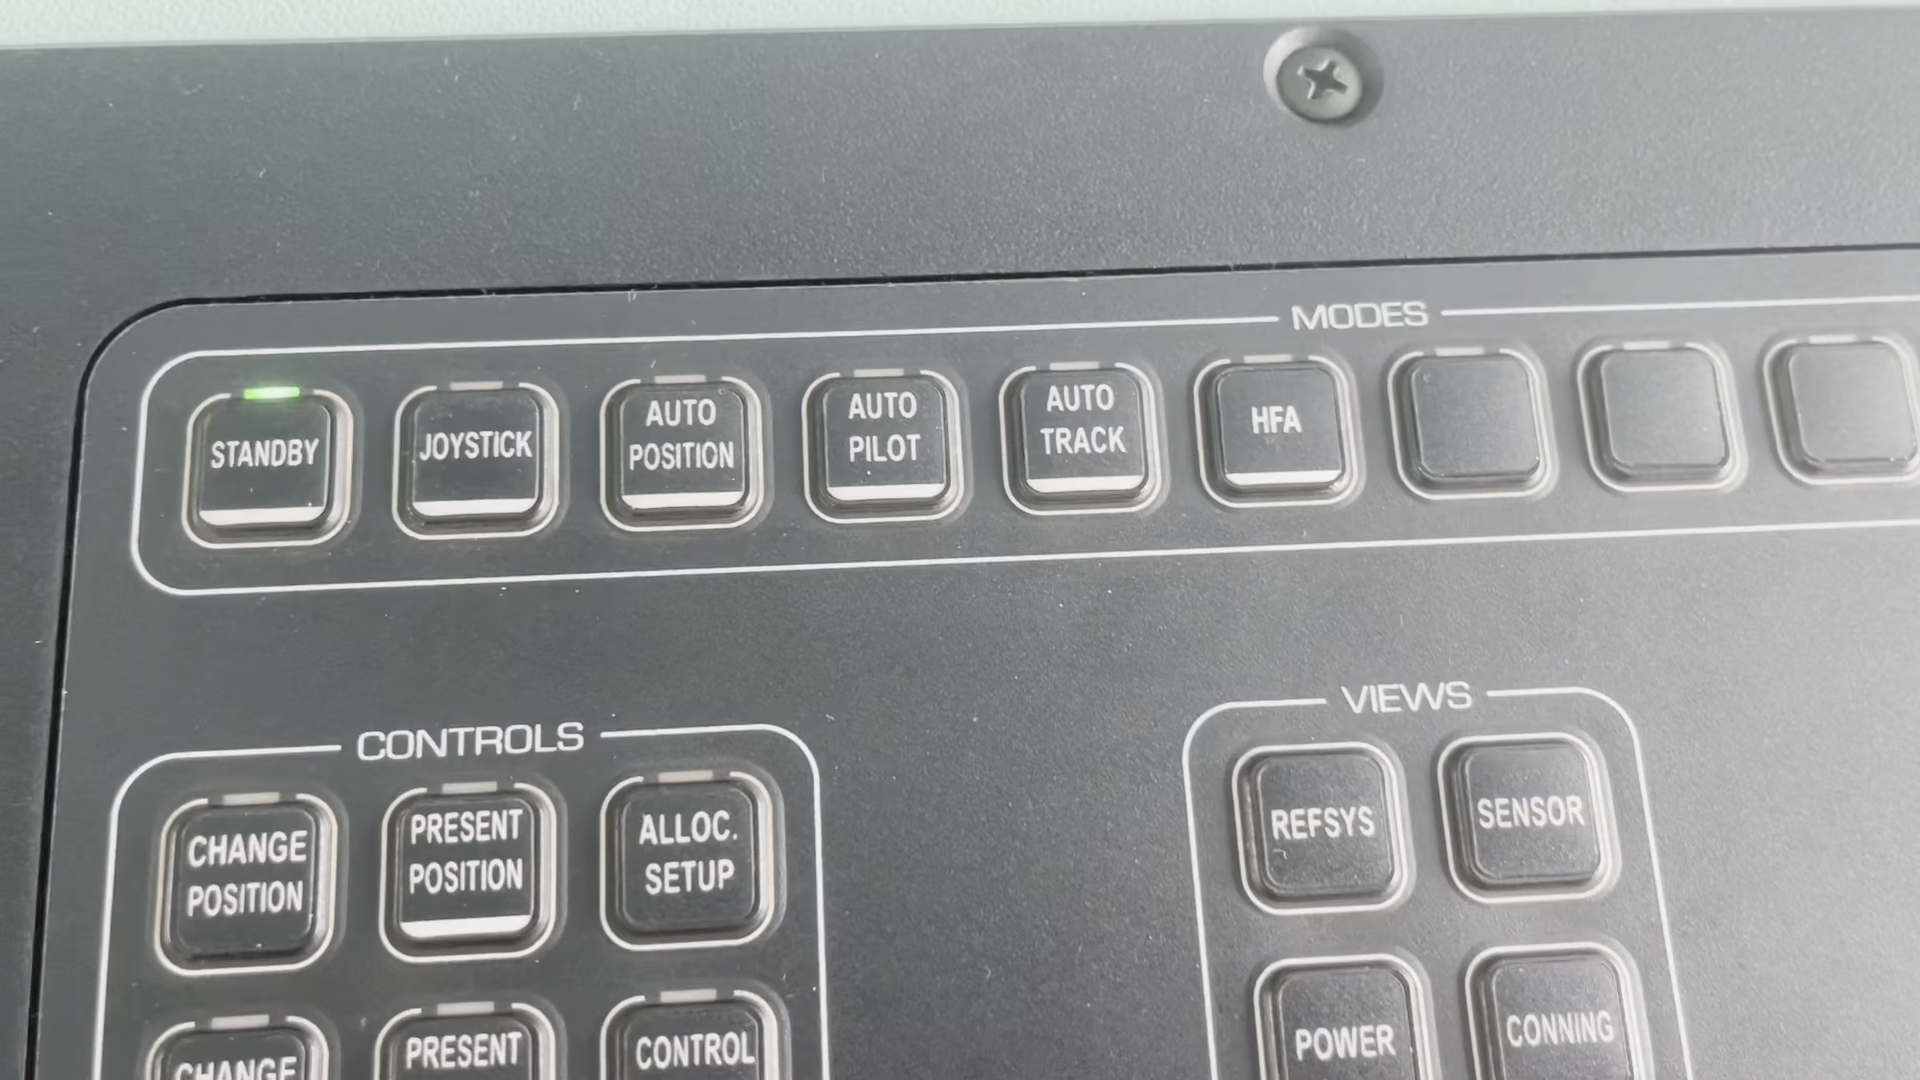 MODES
STANDBY
JOYSTICK
AUTO
POSITION
AUTO
PILOT
AUTO
TRACK
HFA
CONTROLS
CHANGE
POSITION
PRESENT
POSITION
ALLOC.
SETUP
CHANGE
PRESENT
CONTROL
VIEWS
REFSYS
SENSOR
POWER
CONNING